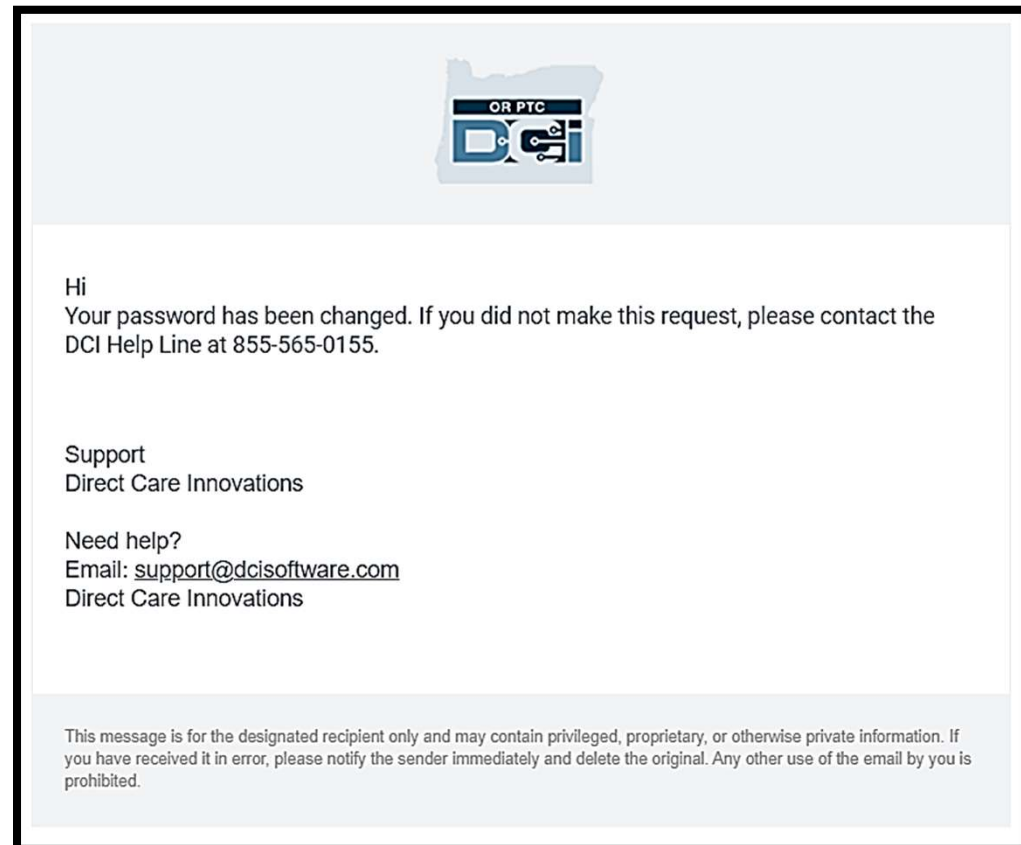 OR PTC
DCI
Hi
Your password has been changed. If you did not make this request, please contact the
DCI Help Line at 855-565-0155.
Support
Direct Care Innovations
Need help?
Email: support@dcisoftware.com
Direct Care Innovations
This message is for the designated recipient only and may contain privileged, proprietary, or otherwise private information. If
you have received it in error, please notify the sender immediately and delete the original. Any other use of the email by you is
prohibited.